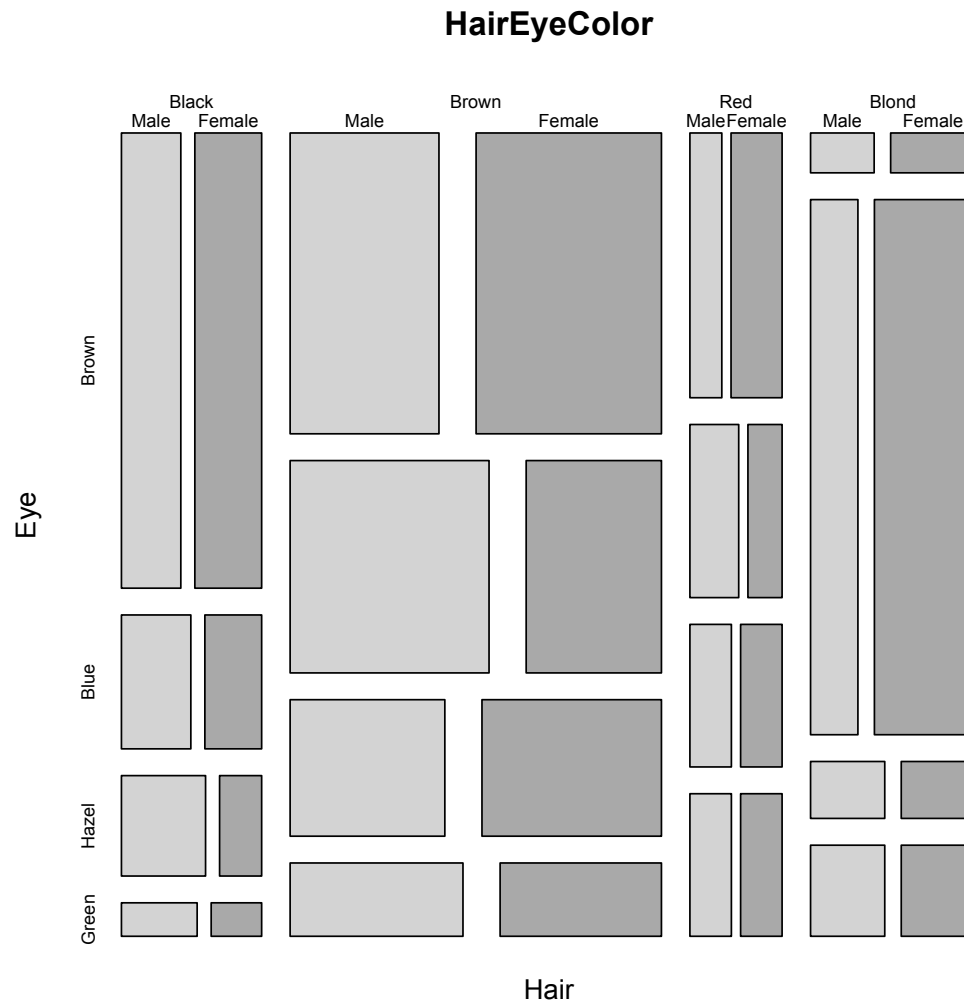 HairEyeColor
Black Brown Red Blond
Male Female Male Female Male Female Male Female
Brown
Blue
Hazel
Green
Eye
Hair